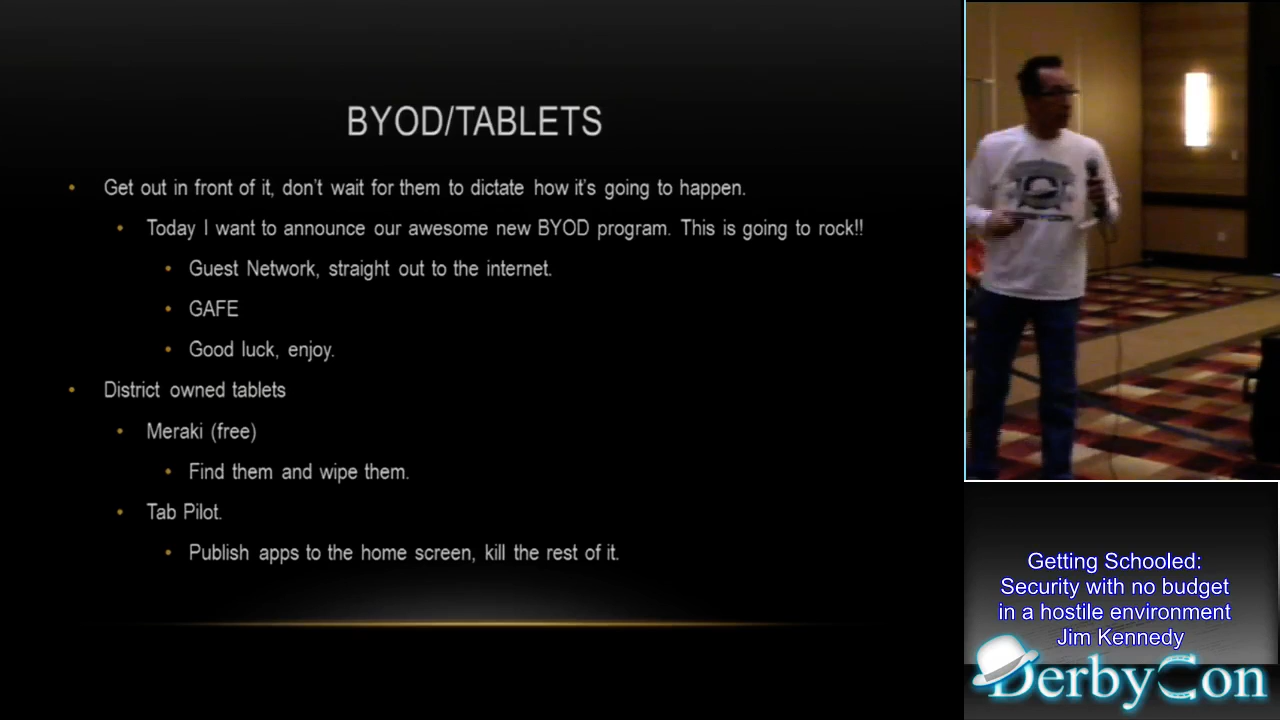 BYOD/TABLETS
• Get out in front of it, don't wait for them to dictate how it's going to happen.
• Today I want to announce our awesome new BYOD program. This is going to rock!!
• Guest Network, straight out to the internet.
• GAFE
• Good luck, enjoy.
• District owned tablets
• Meraki (free)
• Find them and wipe them.
• Tab Pilot.
• Publish apps to the home screen, kill the rest of it.
Getting Schooled:
Security with no budget
in a hostile environment
Jim Kennedy
DerbyCon